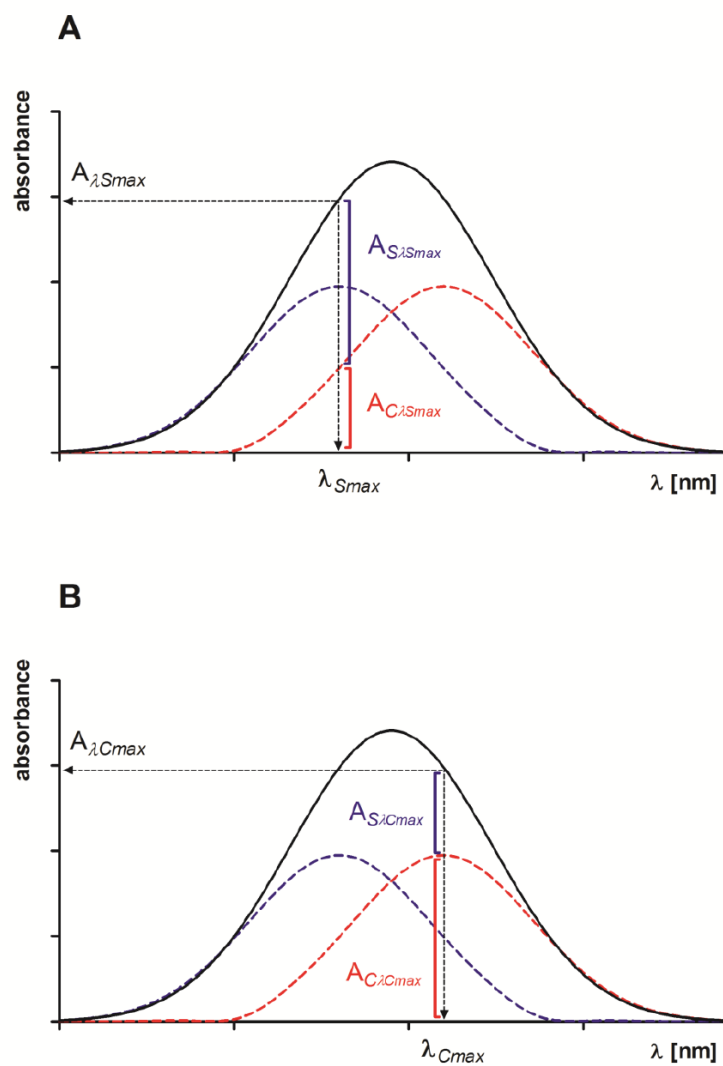 A
absorbance
AλSmax
ASλSmax
ACλSmax
λSmax
λ [nm]
B
absorbance
AλCmax
ASλCmax
ACλCmax
λCmax
λ [nm]